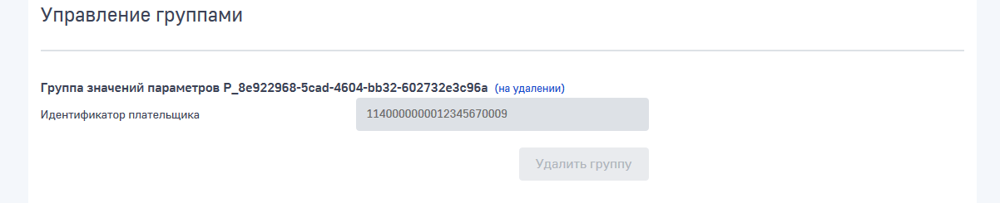 Управление группами
Группа значений параметров P_8e922968-5cad-4604-bb32-602732e3c96a (на удалении)
Идентификатор плательщика 1140000000012345670009
Удалить группу